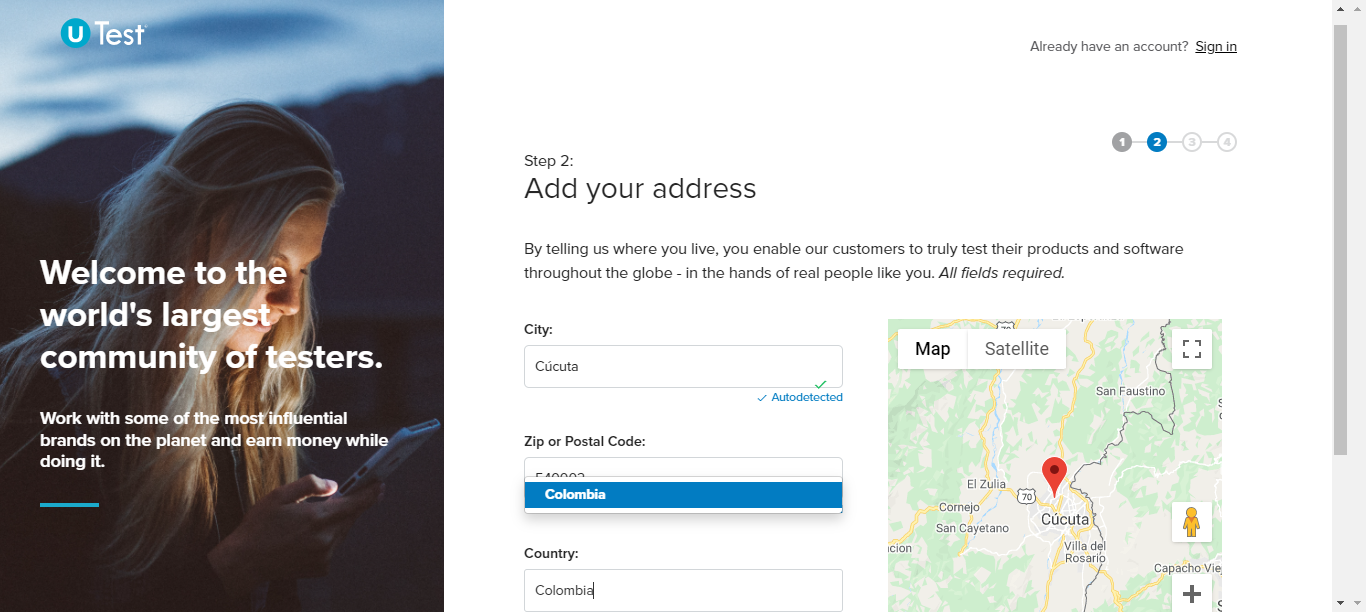 U Test
Already have an account? Sign in
1 2 3 4
Step 2:
Add your address
By telling us where you live, you enable our customers to truly test their products and software
throughout the globe - in the hands of real people like you. All fields required.
Welcome to the
world's largest
community of testers.
Work with some of the most influential
brands on the planet and earn money while
doing it.
City:
Cúcuta
Autodetected
Zip or Postal Code:
Colombia
Country:
Colombia
Map Satellite
San Faustino
El Zulia
70
Cornejo
Cúcuta
San Cayetano
Villa del
Rosario